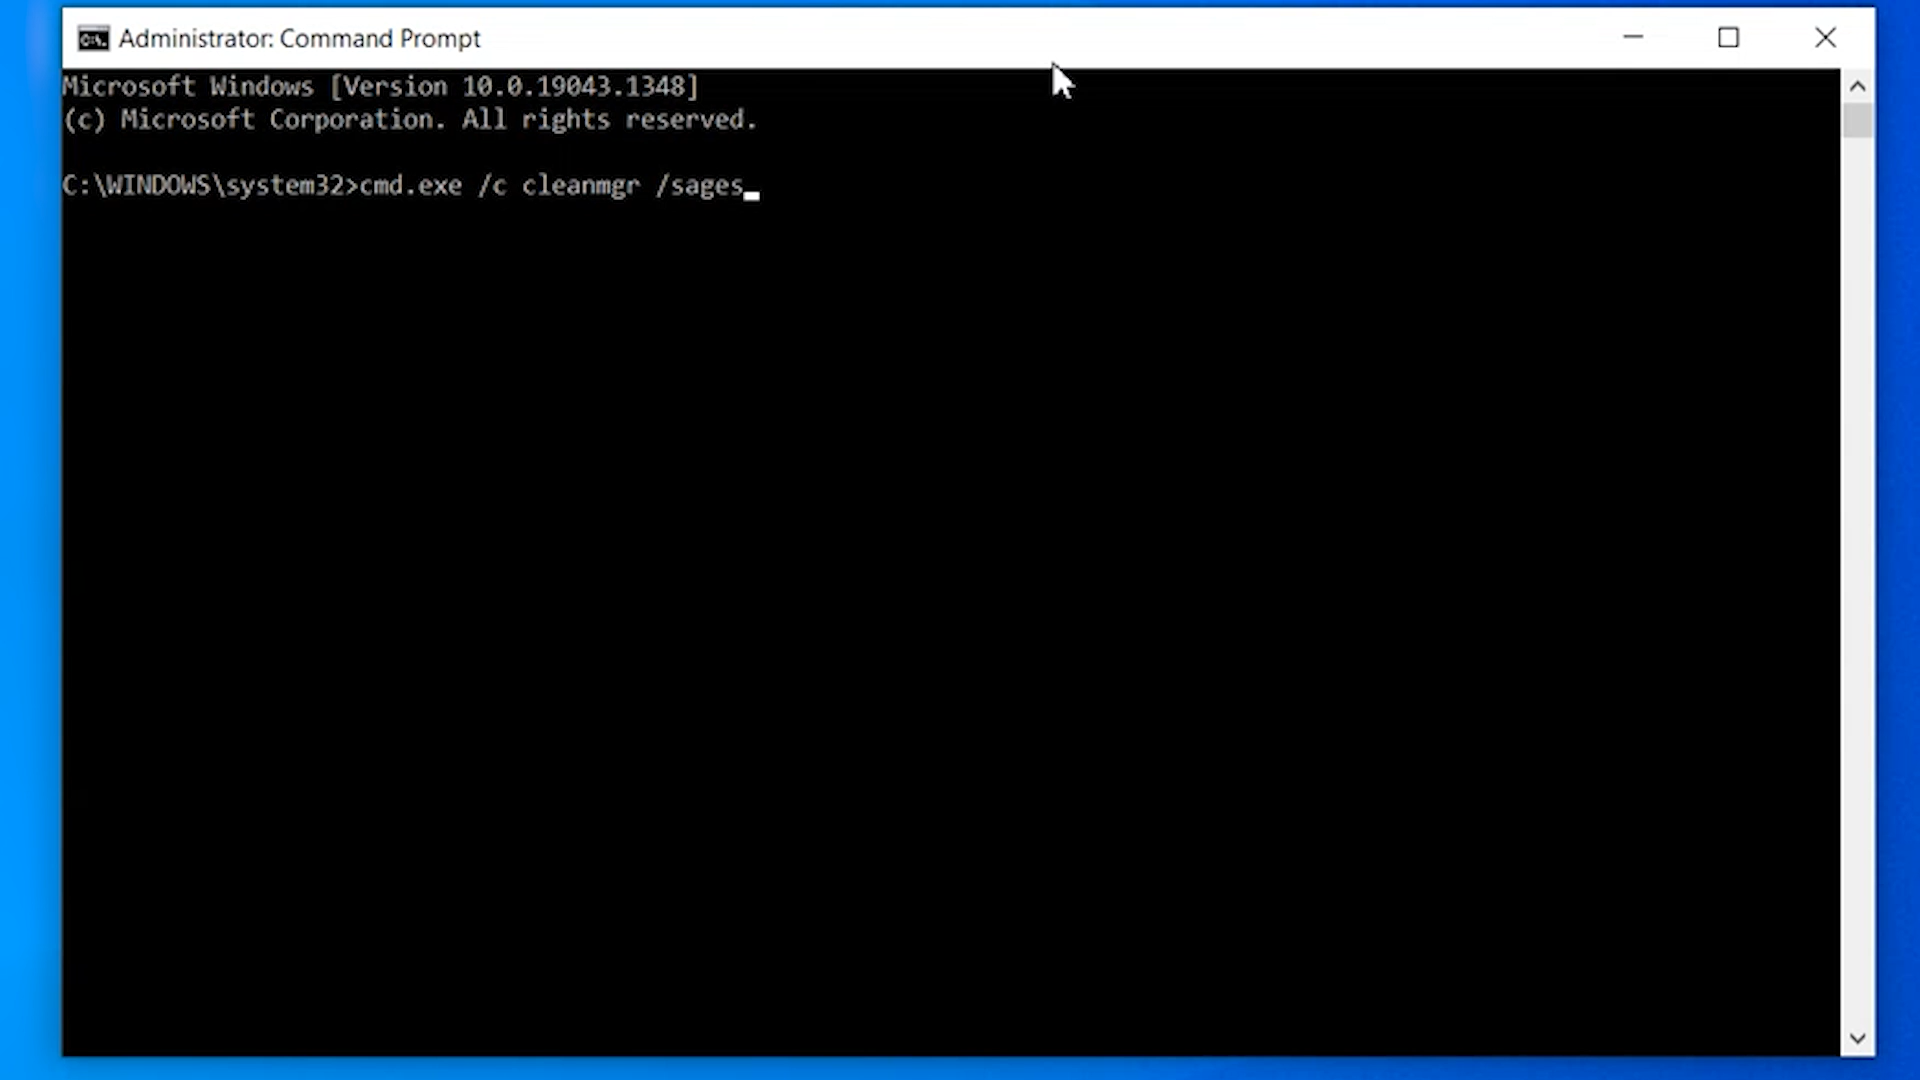 Administrator: Command Prompt
Microsoft Windows [Version 10.0.19043.1348]
(c) Microsoft Corporation. All rights reserved.
C:\WINDOWS\system32>cmd.exe /c cleanmgr /sages